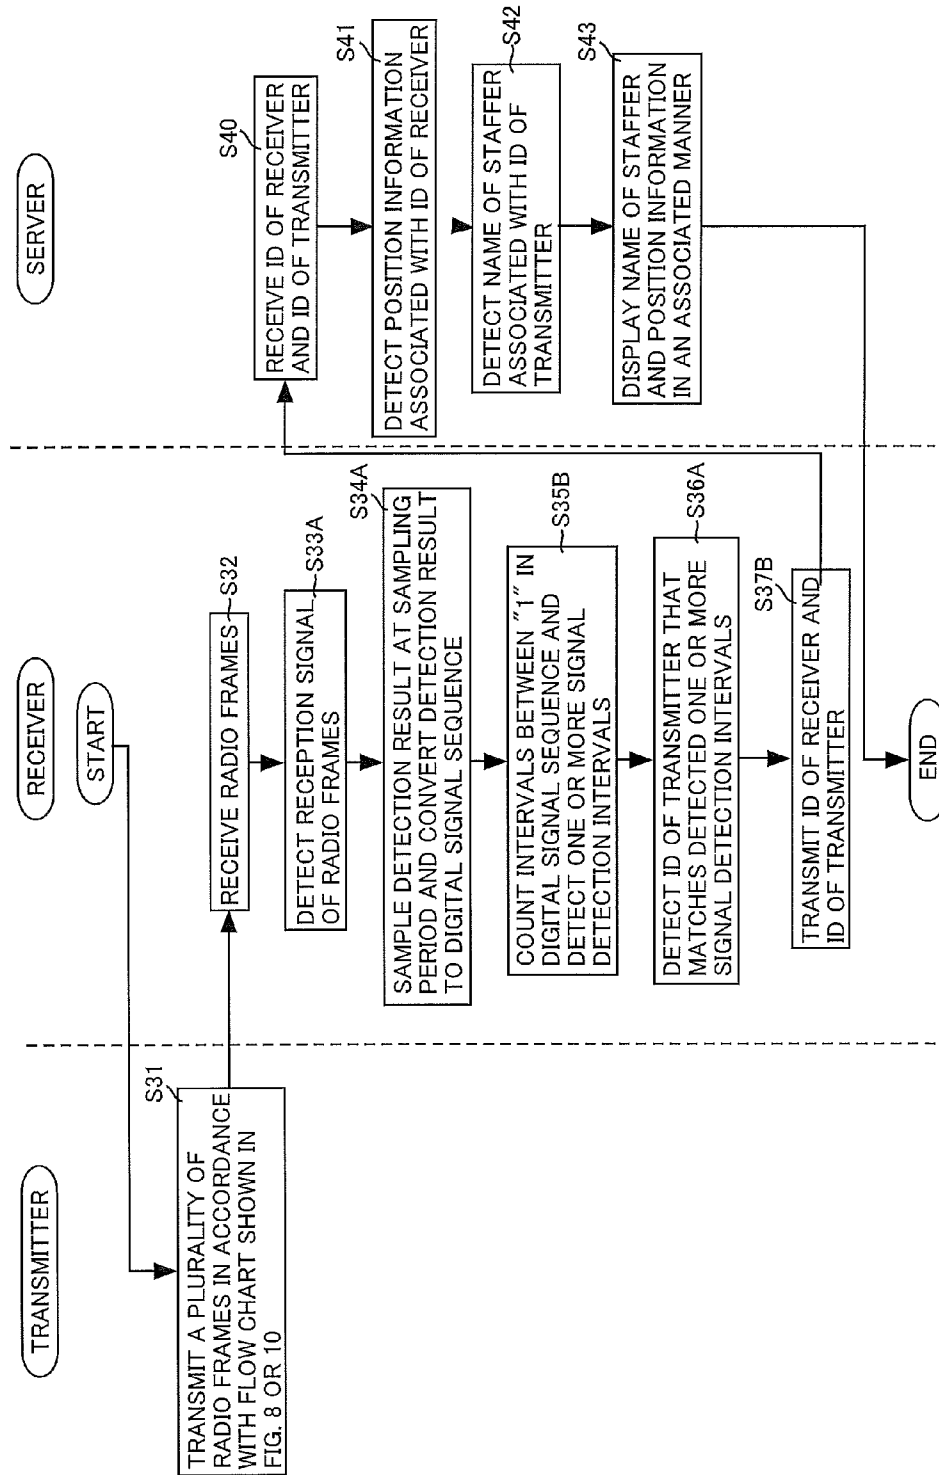 TRANSMITTER
RECEIVER
SERVER
START
S31
TRANSMIT A PLURALITY OF
RADIO FRAMES IN ACCORDANCE
WITH FLOW CHART SHOWN IN
FIG. 8 OR 10
S32
RECEIVE RADIO FRAMES
S33A
DETECT RECEPTION SIGNAL
OF RADIO FRAMES
S34A
SAMPLE DETECTION RESULT AT SAMPLING
PERIOD AND CONVERT DETECTION RESULT
TO DIGITAL SIGNAL SEQUENCE
S35B
COUNT INTERVALS BETWEEN "1" IN
DIGITAL SIGNAL SEQUENCE AND
DETECT ONE OR MORE SIGNAL
DETECTION INTERVALS
S36A
DETECT ID OF TRANSMITTER THAT
MATCHES DETECTED ONE OR MORE
SIGNAL DETECTION INTERVALS
S37B
TRANSMIT ID OF RECEIVER AND
ID OF TRANSMITTER
S40
RECEIVE ID OF RECEIVER
AND ID OF TRANSMITTER
S41
DETECT POSITION INFORMATION
ASSOCIATED WITH ID OF RECEIVER
S42
DETECT NAME OF STAFFER
ASSOCIATED WITH ID OF
TRANSMITTER
S43
DISPLAY NAME OF STAFFER
AND POSITION INFORMATION
IN AN ASSOCIATED MANNER
END